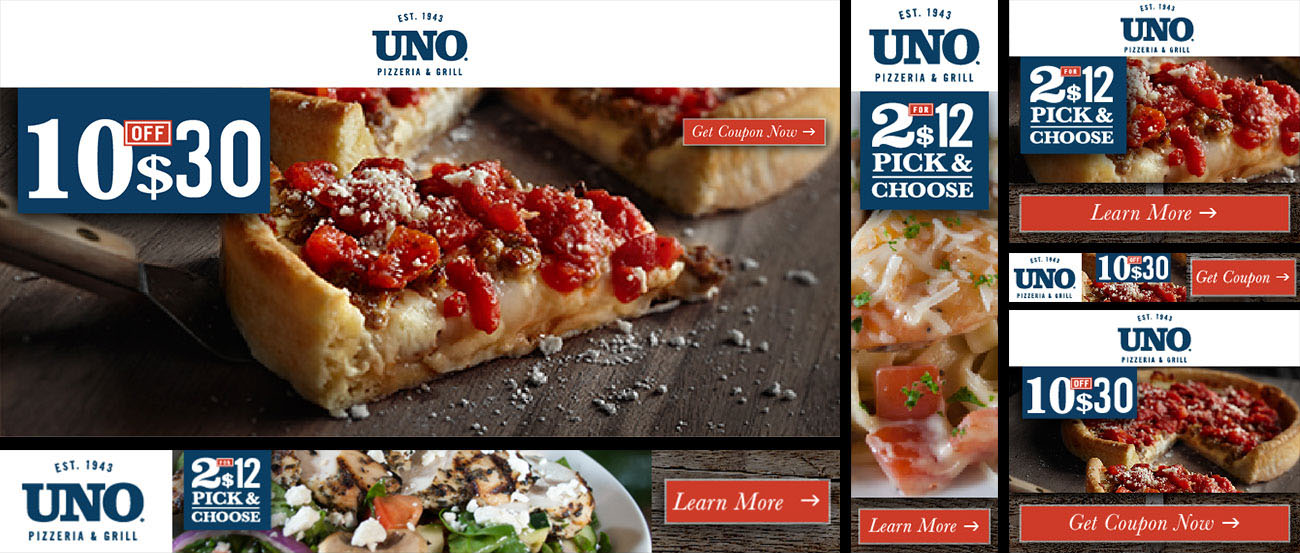 EST. 1943
UNO.
PIZZERIA & GRILL
10 OFF $30
Get Coupon Now →
EST. 1943
UNO.
PIZZERIA & GRILL
2 FOR $12
PICK &
CHOOSE
Learn More →
EST. 1943
UNO.
PIZZERIA & GRILL
2 FOR $12
PICK &
CHOOSE
Learn More →
EST. 1943
UNO.
PIZZERIA & GRILL
2 FOR $12
PICK &
CHOOSE
Learn More →
EST. 1943
UNO.
PIZZERIA & GRILL
10 OFF $30
Get Coupon →
EST. 1943
UNO.
PIZZERIA & GRILL
10 OFF $30
Get Coupon Now →